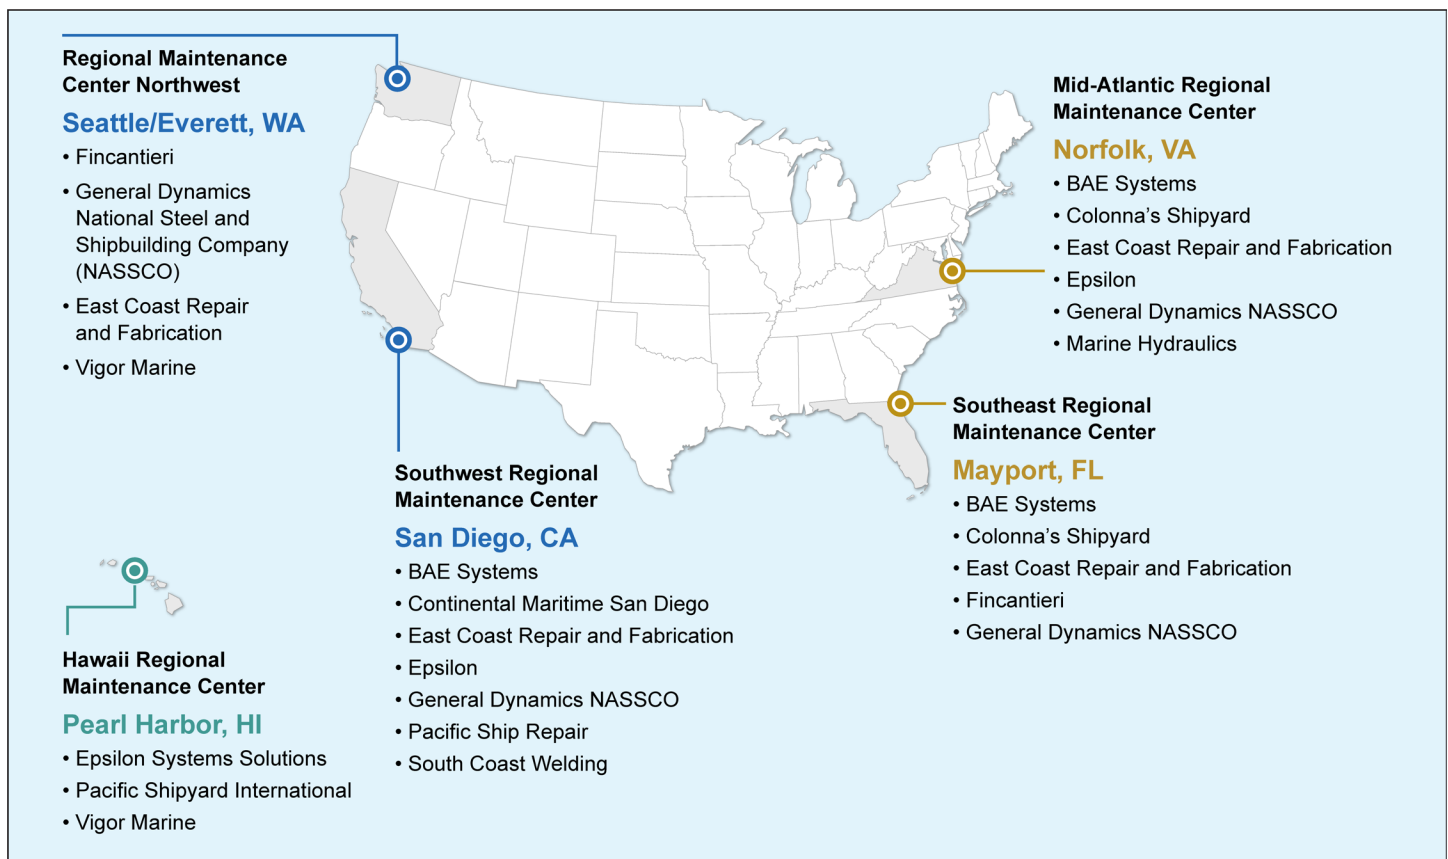 Regional Maintenance
Center Northwest
Seattle/Everett, WA
• Fincantieri
• General Dynamics
National Steel and
Shipbuilding Company
(NASSCO)
• East Coast Repair
and Fabrication
• Vigor Marine
Mid-Atlantic Regional
Maintenance Center
Norfolk, VA
• BAE Systems
• Colonna’s Shipyard
• East Coast Repair and Fabrication
• Epsilon
• General Dynamics NASSCO
• Marine Hydraulics
Southeast Regional
Maintenance Center
Mayport, FL
• BAE Systems
• Colonna’s Shipyard
• East Coast Repair and Fabrication
• Fincantieri
• General Dynamics NASSCO
Southwest Regional
Maintenance Center
San Diego, CA
• BAE Systems
• Continental Maritime San Diego
• East Coast Repair and Fabrication
• Epsilon
• General Dynamics NASSCO
• Pacific Ship Repair
• South Coast Welding
Hawaii Regional
Maintenance Center
Pearl Harbor, HI
• Epsilon Systems Solutions
• Pacific Shipyard International
• Vigor Marine